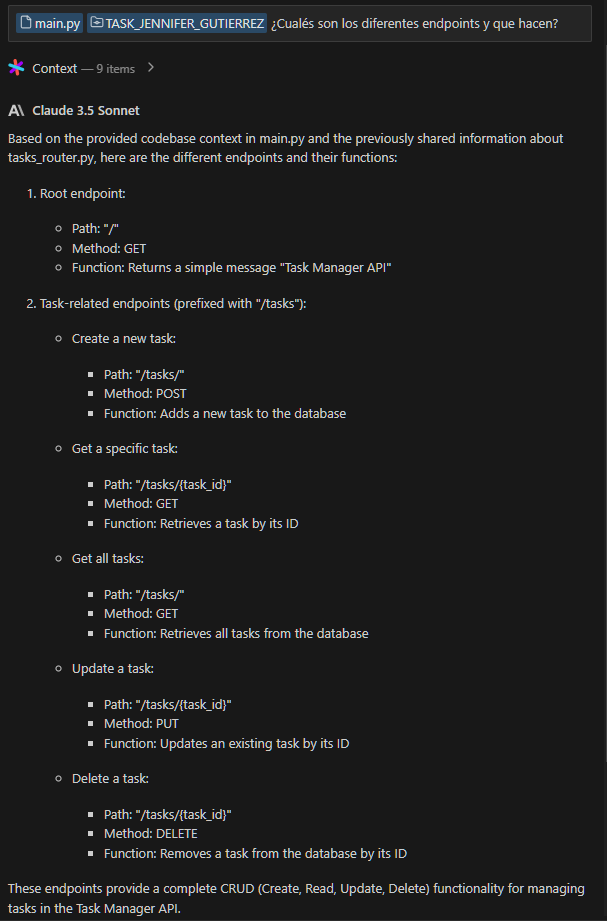 main.py TASK_JENNIFER_GUTIERREZ ¿Cualés son los diferentes endpoints y que hacen?
Context — 9 items
Claude 3.5 Sonnet
Based on the provided codebase context in main.py and the previously shared information about
tasks_router.py, here are the different endpoints and their functions:
1. Root endpoint:
Path: "/"
Method: GET
Function: Returns a simple message "Task Manager API"
2. Task-related endpoints (prefixed with "/tasks"):
Create a new task:
Path: "/tasks/"
Method: POST
Function: Adds a new task to the database
Get a specific task:
Path: "/tasks/{task_id}"
Method: GET
Function: Retrieves a task by its ID
Get all tasks:
Path: "/tasks/"
Method: GET
Function: Retrieves all tasks from the database
Update a task:
Path: "/tasks/{task_id}"
Method: PUT
Function: Updates an existing task by its ID
Delete a task:
Path: "/tasks/{task_id}"
Method: DELETE
Function: Removes a task from the database by its ID
These endpoints provide a complete CRUD (Create, Read, Update, Delete) functionality for managing
tasks in the Task Manager API.